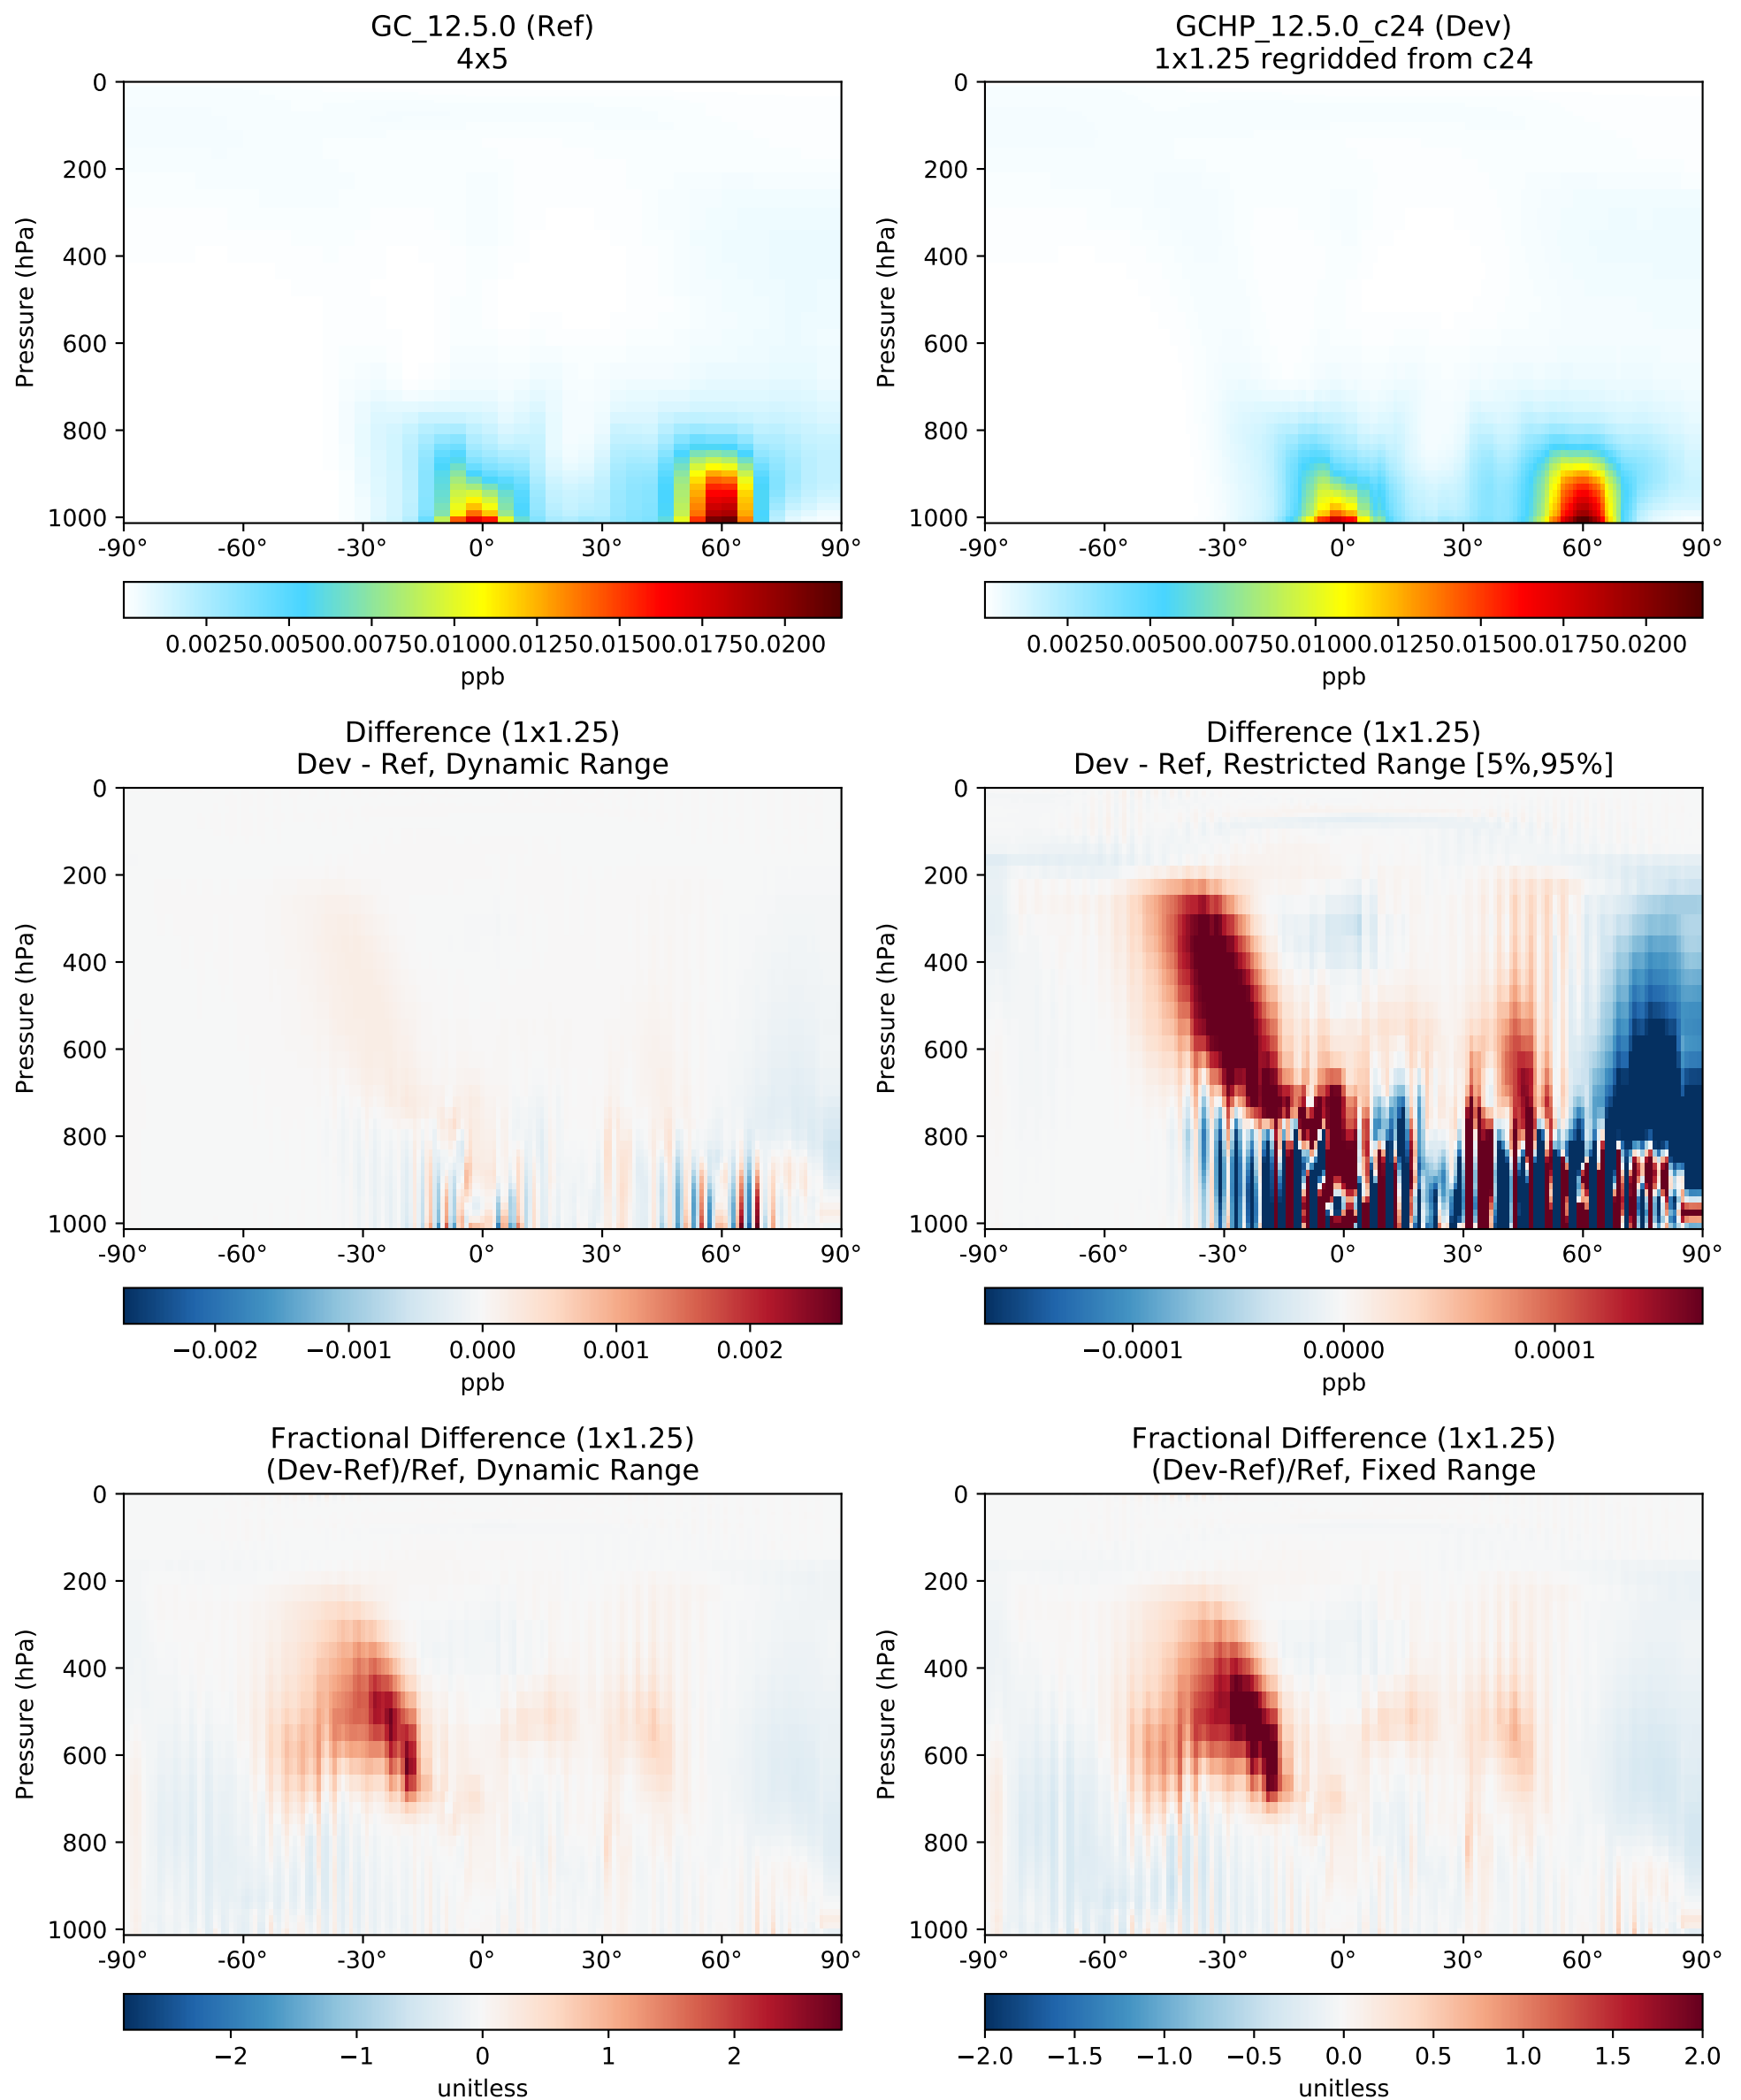 GC_12.5.0 (Ref)
4x5
GCHP_12.5.0_c24 (Dev)
1x1.25 regridded from c24
Pressure (hPa)
0
200
400
600
800
1000
-90° -60° -30° 0° 30° 60° 90°
0.00250.00500.00750.01000.01250.01500.01750.0200
ppb
Pressure (hPa)
0
200
400
600
800
1000
-90° -60° -30° 0° 30° 60° 90°
0.00250.00500.00750.01000.01250.01500.01750.0200
ppb
Difference (1x1.25)
Dev - Ref, Dynamic Range
Pressure (hPa)
0
200
400
600
800
1000
-90° -60° -30° 0° 30° 60° 90°
−0.002 −0.001 0.000 0.001 0.002
ppb
Difference (1x1.25)
Dev - Ref, Restricted Range [5%,95%]
Pressure (hPa)
0
200
400
600
800
1000
-90° -60° -30° 0° 30° 60° 90°
−0.0001 0.0000 0.0001
ppb
Fractional Difference (1x1.25)
(Dev-Ref)/Ref, Dynamic Range
Pressure (hPa)
0
200
400
600
800
1000
-90° -60° -30° 0° 30° 60° 90°
−2 −1 0 1 2
unitless
Fractional Difference (1x1.25)
(Dev-Ref)/Ref, Fixed Range
Pressure (hPa)
0
200
400
600
800
1000
-90° -60° -30° 0° 30° 60° 90°
−2.0 −1.5 −1.0 −0.5 0.0 0.5 1.0 1.5 2.0
unitless